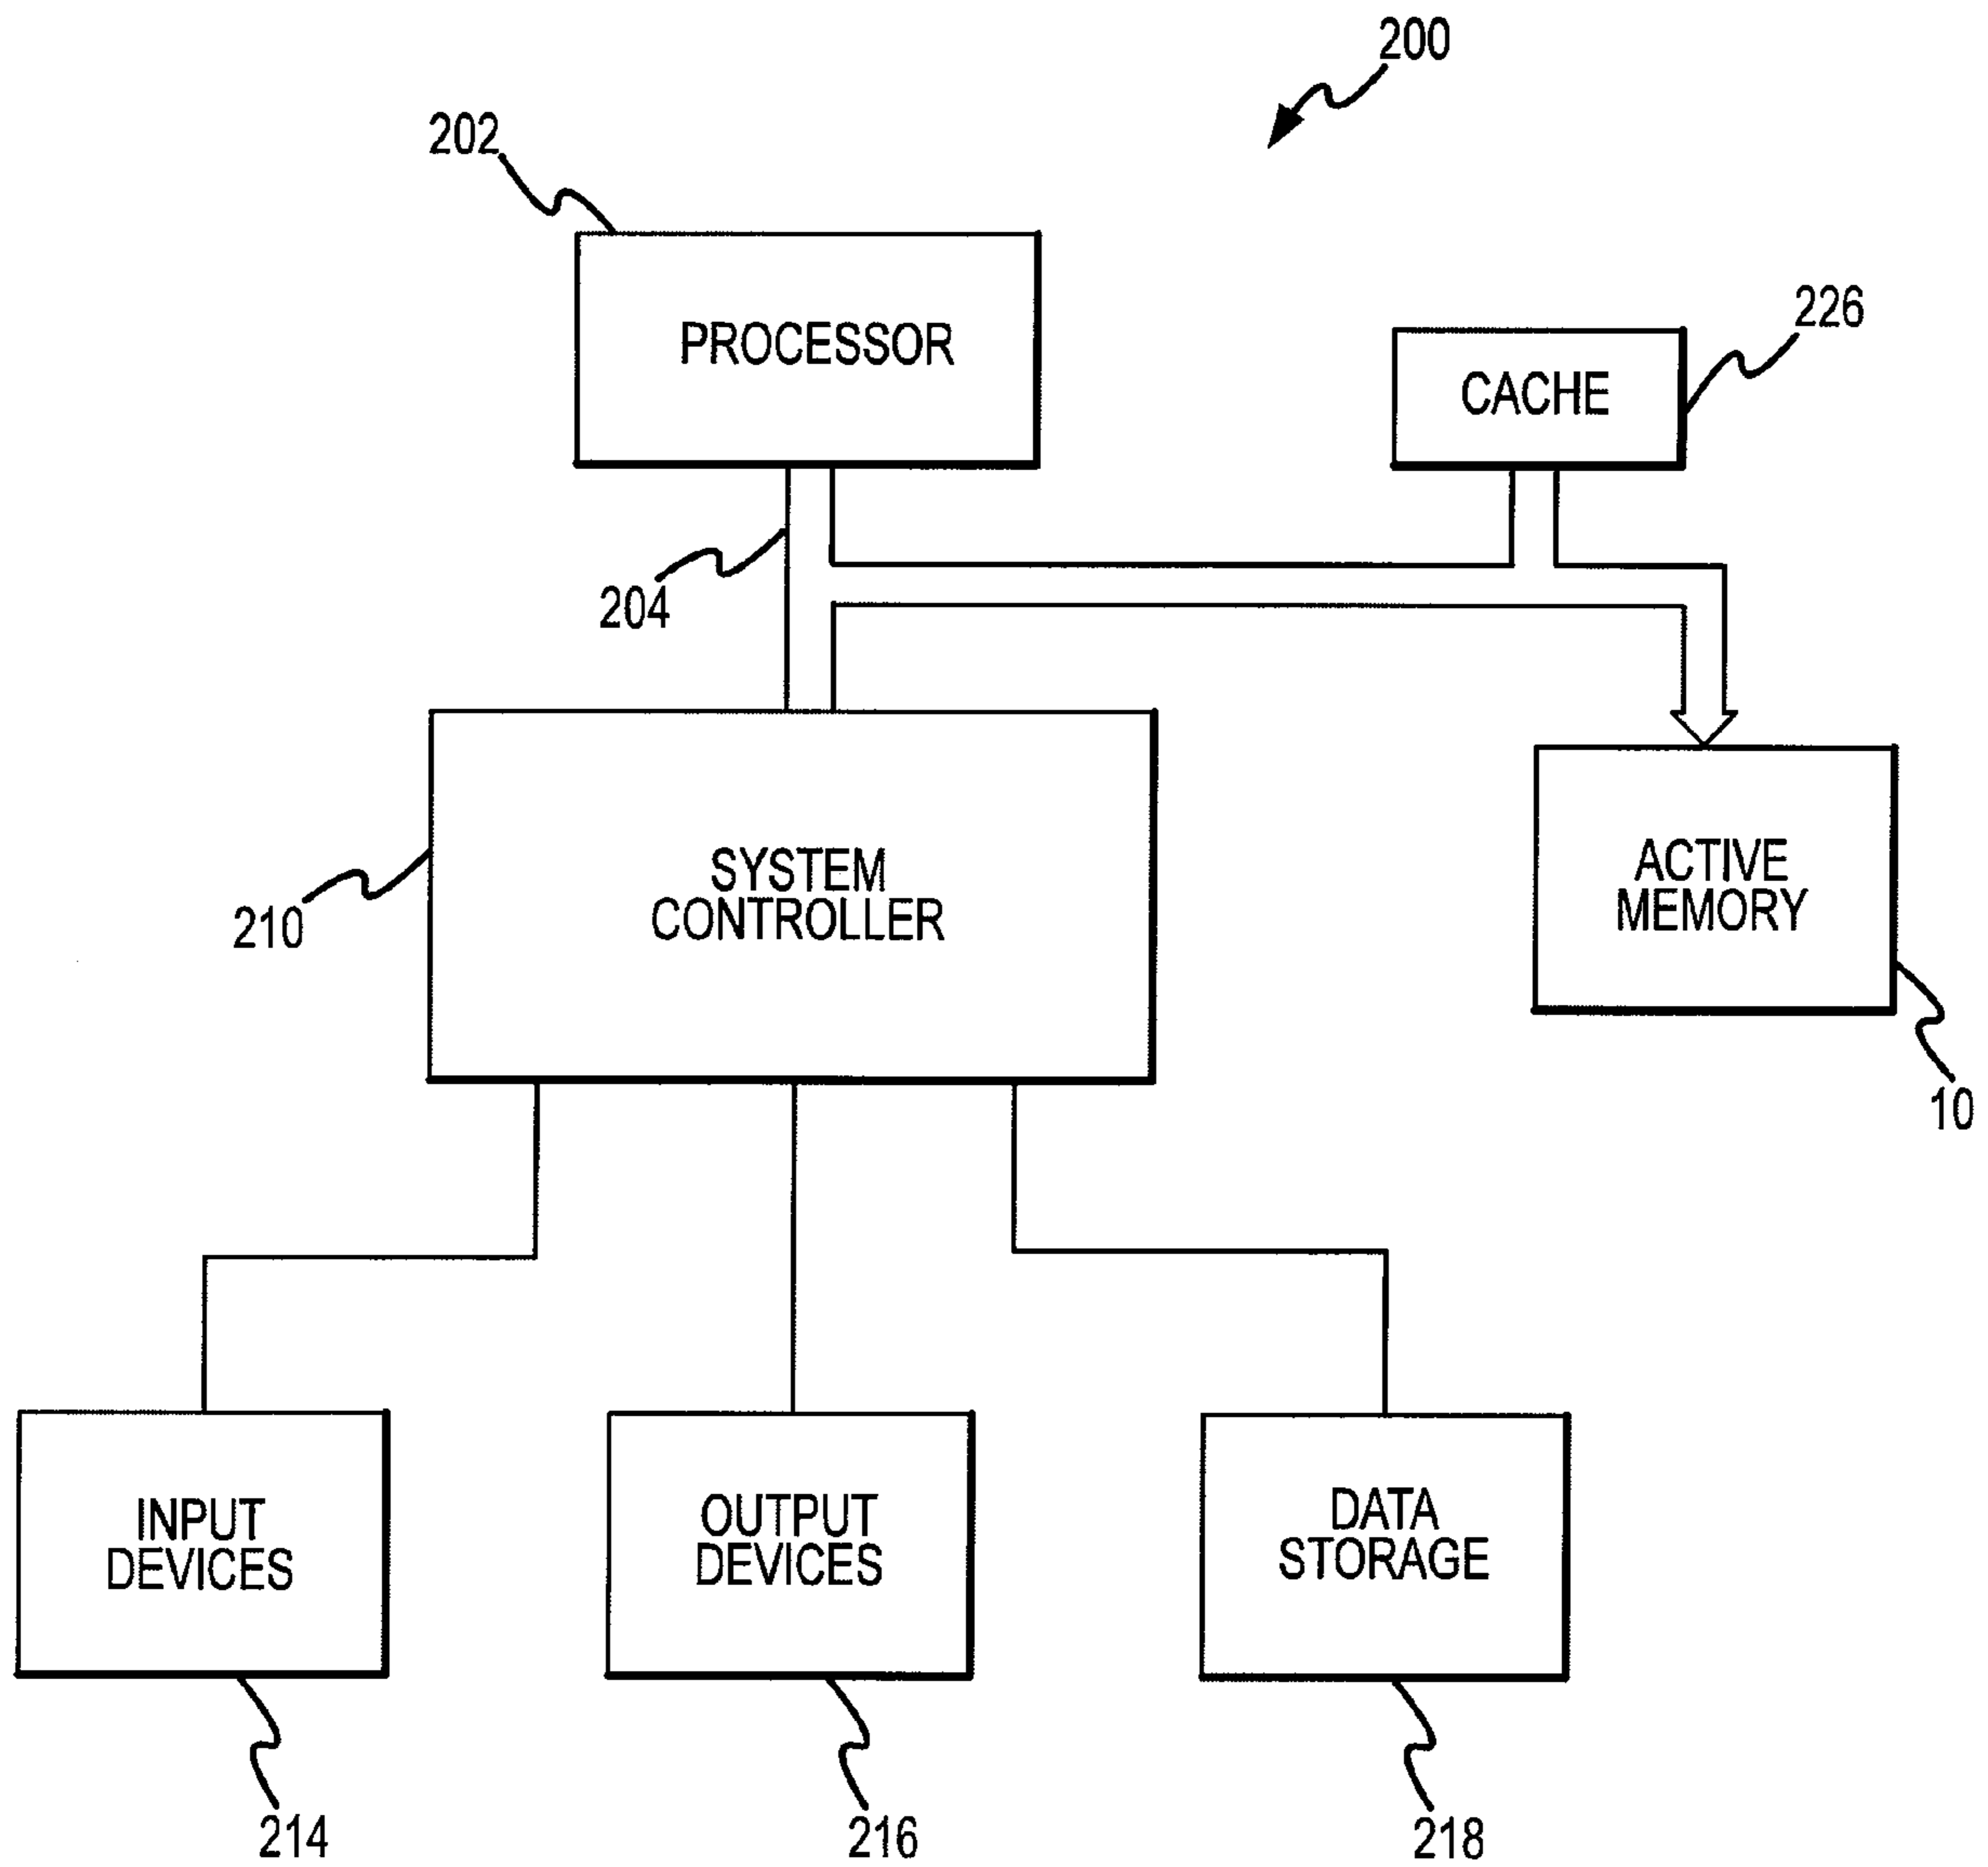 200
202
PROCESSOR
226
CACHE
204
SYSTEM
CONTROLLER
210
ACTIVE
MEMORY
10
INPUT
DEVICES
OUTPUT
DEVICES
DATA
STORAGE
214
216
218